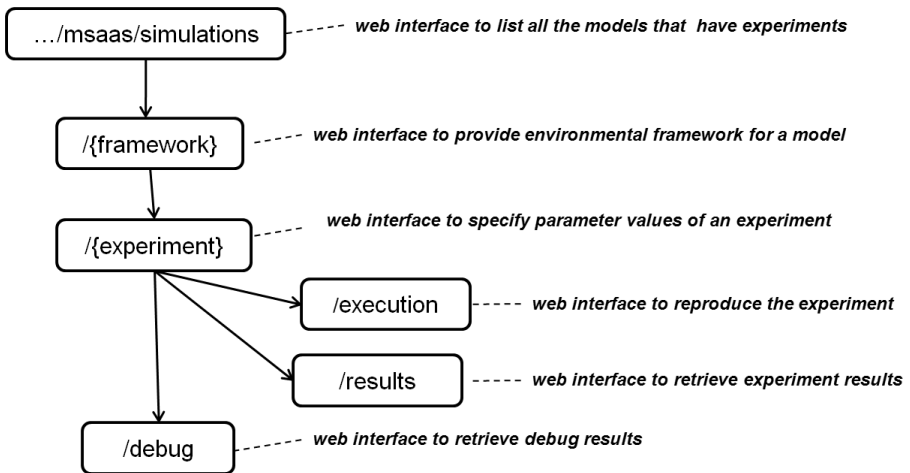 …/msaas/simulations
web interface to list all the models that have experiments
/{framework}
web interface to provide environmental framework for a model
/{experiment}
web interface to specify parameter values of an experiment
/execution
web interface to reproduce the experiment
/results
web interface to retrieve experiment results
/debug
web interface to retrieve debug results